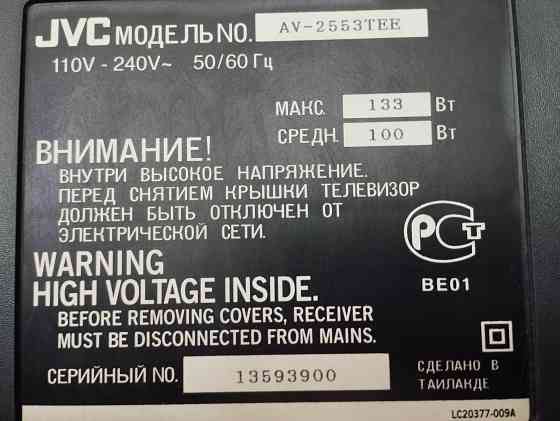 JVC МОДЕЛЬ NO. AV-2553TEE
110V - 240V~ 50/60 Гц
МАКС. 133 Вт
СРЕДН. 100 Вт
ВНИМАНИЕ!
ВНУТРИ ВЫСОКОЕ НАПРЯЖЕНИЕ.
ПЕРЕД СНЯТИЕМ КРЫШКИ ТЕЛЕВИЗОР
ДОЛЖЕН БЫТЬ ОТКЛЮЧЕН ОТ
ЭЛЕКТРИЧЕСКОЙ СЕТИ.
РСТ
BE01
WARNING
HIGH VOLTAGE INSIDE.
BEFORE REMOVING COVERS, RECEIVER
MUST BE DISCONNECTED FROM MAINS.
СЕРИЙНЫЙ NO. 13593900
СДЕЛАНО В
ТАИЛАНДЕ
LC20377-009A